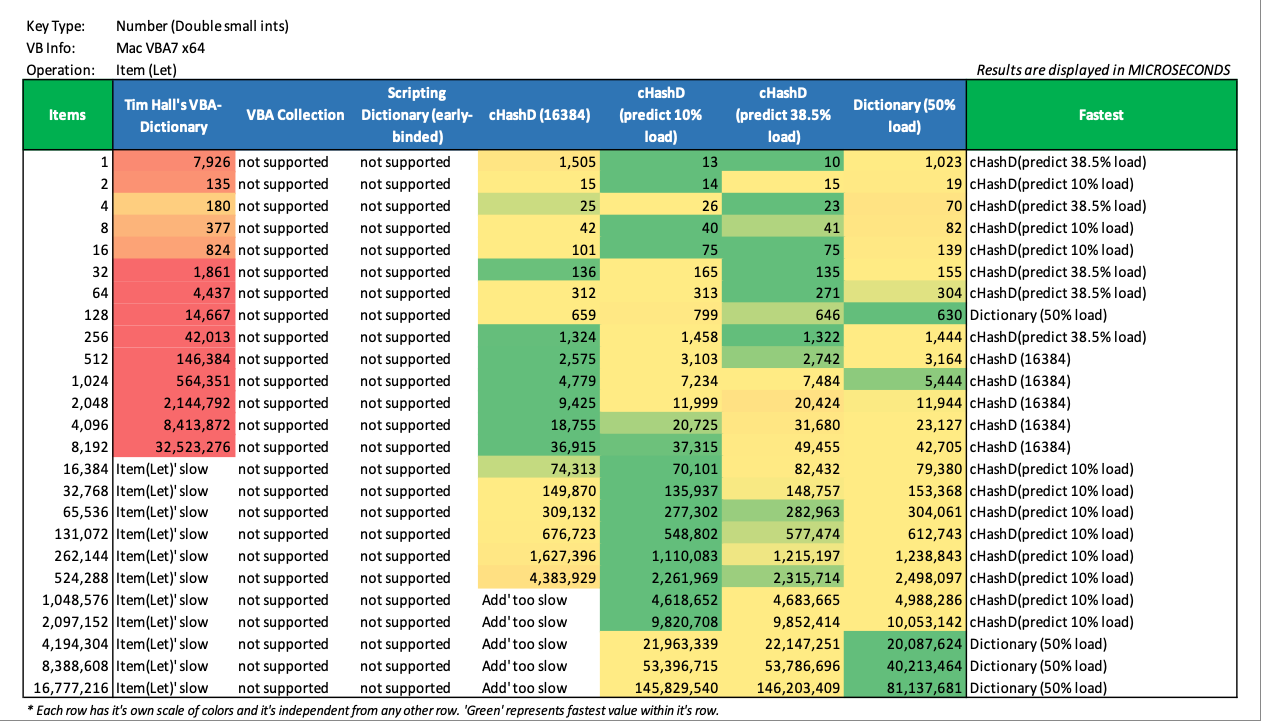 Key Type: Number (Double small ints)
VB Info: Mac VBA7 x64
Operation: Item (Let) Results are displayed in MICROSECONDS
Items Tim Hall's VBA-Dictionary VBA Collection Scripting Dictionary (early-binded) cHashD (16384) cHashD (predict 10% load) cHashD (predict 38.5% load) Dictionary (50% load) Fastest
1 7,926 not supported not supported 1,505 13 10 1,023 cHashD(predict 38.5% load)
2 135 not supported not supported 15 14 15 19 cHashD(predict 10% load)
4 180 not supported not supported 25 26 23 70 cHashD(predict 38.5% load)
8 377 not supported not supported 42 40 41 82 cHashD(predict 10% load)
16 824 not supported not supported 101 75 75 139 cHashD(predict 10% load)
32 1,861 not supported not supported 136 165 135 155 cHashD(predict 38.5% load)
64 4,437 not supported not supported 312 313 271 304 cHashD(predict 38.5% load)
128 14,667 not supported not supported 659 799 646 630 Dictionary (50% load)
256 42,013 not supported not supported 1,324 1,458 1,322 1,444 cHashD(predict 38.5% load)
512 146,384 not supported not supported 2,575 3,103 2,742 3,164 cHashD (16384)
1,024 564,351 not supported not supported 4,779 7,234 7,484 5,444 cHashD (16384)
2,048 2,144,792 not supported not supported 9,425 11,999 20,424 11,944 cHashD (16384)
4,096 8,413,872 not supported not supported 18,755 20,725 31,680 23,127 cHashD (16384)
8,192 32,523,276 not supported not supported 36,915 37,315 49,455 42,705 cHashD (16384)
16,384 Item(Let)' slow not supported not supported 74,313 70,101 82,432 79,380 cHashD(predict 10% load)
32,768 Item(Let)' slow not supported not supported 149,870 135,937 148,757 153,368 cHashD(predict 10% load)
65,536 Item(Let)' slow not supported not supported 309,132 277,302 282,963 304,061 cHashD(predict 10% load)
131,072 Item(Let)' slow not supported not supported 676,723 548,802 577,474 612,743 cHashD(predict 10% load)
262,144 Item(Let)' slow not supported not supported 1,627,396 1,110,083 1,215,197 1,238,843 cHashD(predict 10% load)
524,288 Item(Let)' slow not supported not supported 4,383,929 2,261,969 2,315,714 2,498,097 cHashD(predict 10% load)
1,048,576 Item(Let)' slow not supported not supported Add' too slow 4,618,652 4,683,665 4,988,286 cHashD(predict 10% load)
2,097,152 Item(Let)' slow not supported not supported Add' too slow 9,820,708 9,852,414 10,053,142 cHashD(predict 10% load)
4,194,304 Item(Let)' slow not supported not supported Add' too slow 21,963,339 22,147,251 20,087,624 Dictionary (50% load)
8,388,608 Item(Let)' slow not supported not supported Add' too slow 53,396,715 53,786,696 40,213,464 Dictionary (50% load)
16,777,216 Item(Let)' slow not supported not supported Add' too slow 145,829,540 146,203,409 81,137,681 Dictionary (50% load)
* Each row has it's own scale of colors and it's independent from any other row. 'Green' represents fastest value within it's row.